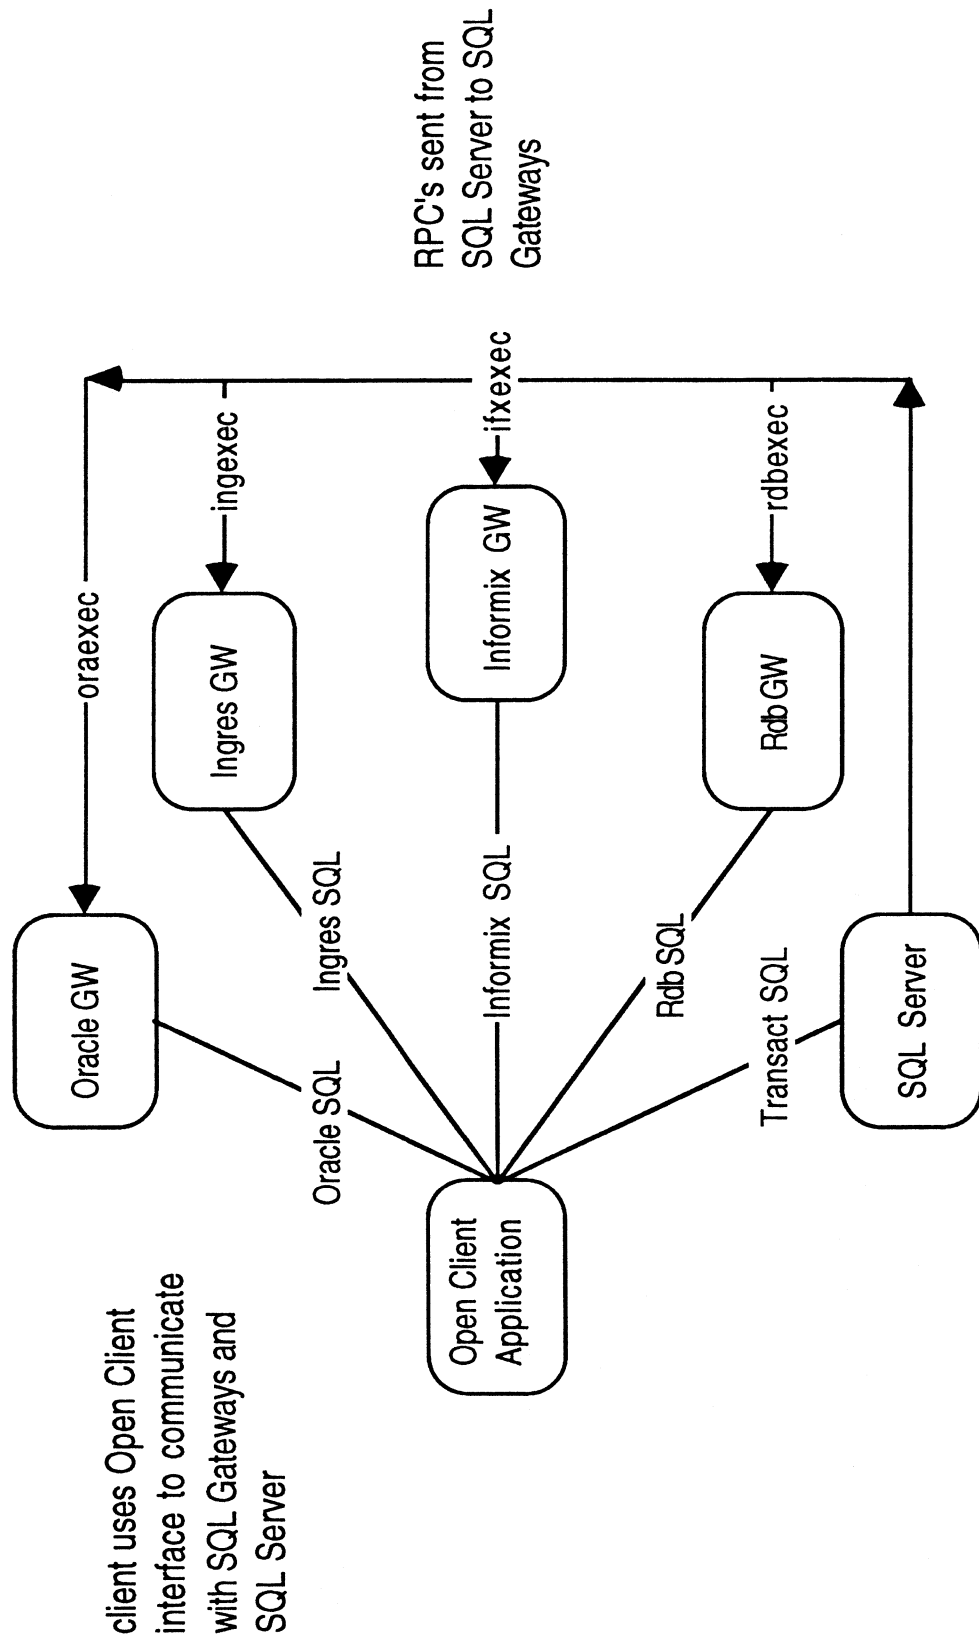 client uses Open Client
interface to communicate
with SQL Gateways and
SQL Server
Oracle GW
oraexec
Ingres GW
ingexec
Oracle SQL
Ingres SQL
Open Client
Application
Informix SQL
Informix GW
ifxexec
RPC's sent from
SQL Server to SQL
Gateways
Rdb SQL
Rdb GW
rdbexec
Transact SQL
SQL Server